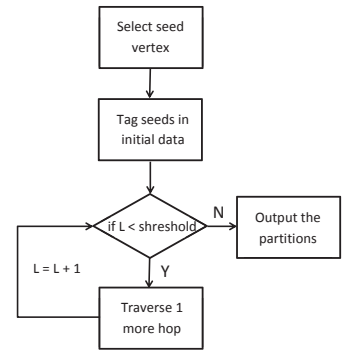 Select seed
vertex
Tag seeds in
initial data
if L < shreshold
N
Output the
partitions
L = L + 1
Y
Traverse 1
more hop